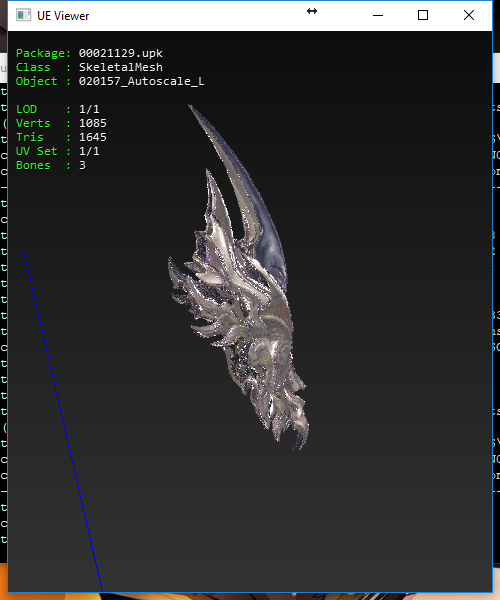 UE Viewer
Package: 00021129.upk
Class : SkeletalMesh
Object : 020157_Autoscale_L
LOD : 1/1
Verts : 1085
Tris : 1645
UV Set : 1/1
Bones : 3